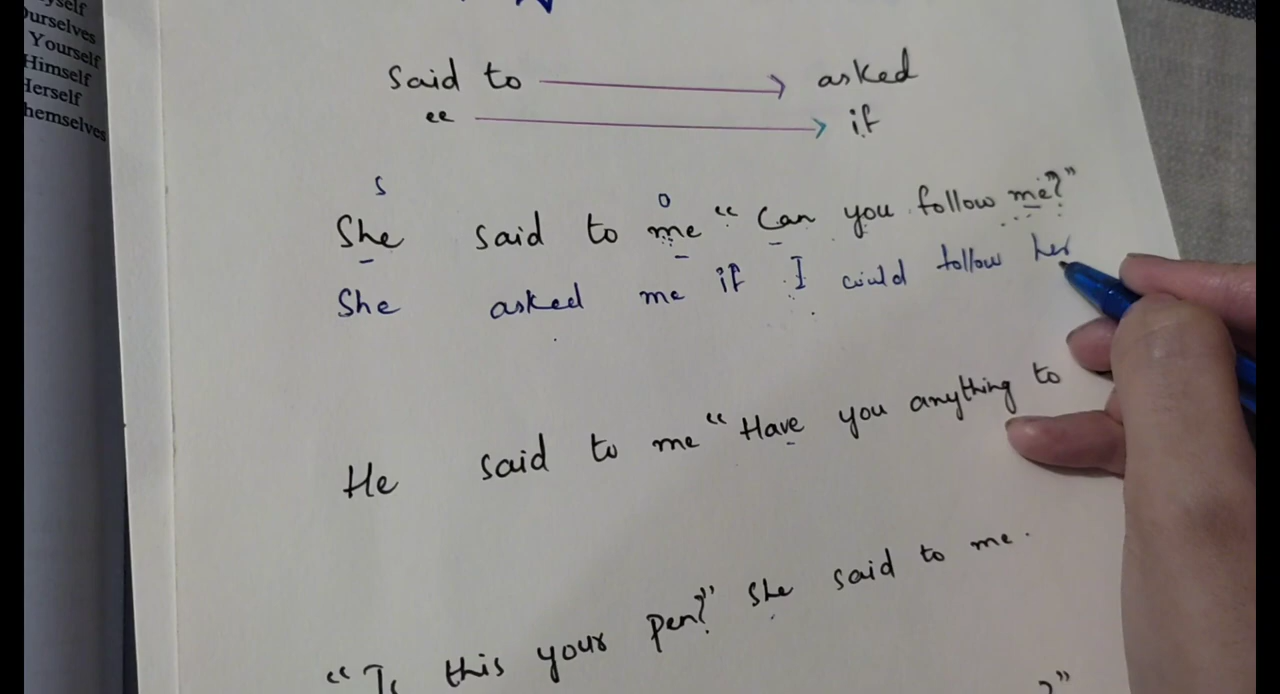 Ourselves
Yourself
Himself
Herself
hemselves
said to asked
“ if
S O
She said to me “ Can you follow me?”
She asked me if I could follow her
He said to me “ Have you anything to
“ Is this your pen?” She said to me.
?”